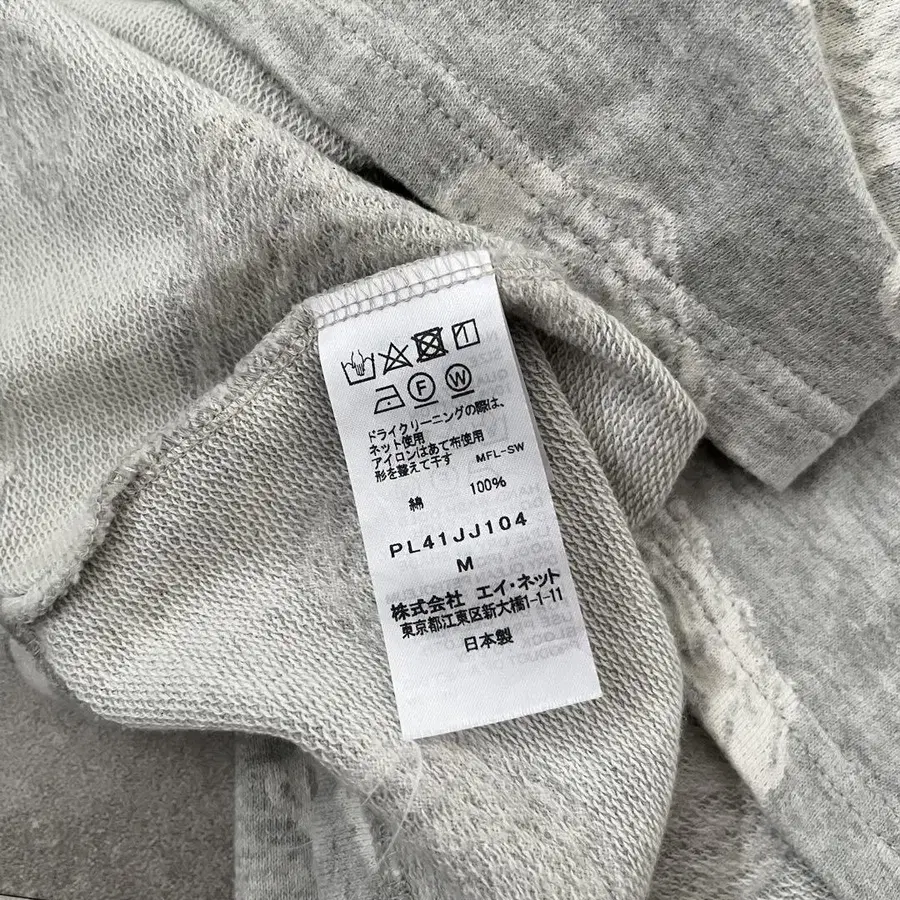 F W
ドライクリーニングの際は、
ネット使用
アイロンはあて布使用
形を整えて干す MFL-SW
綿 100%
PL41JJ104
M
株式会社 エイ・ネット
東京都江東区新大橋1-1-11
日本製